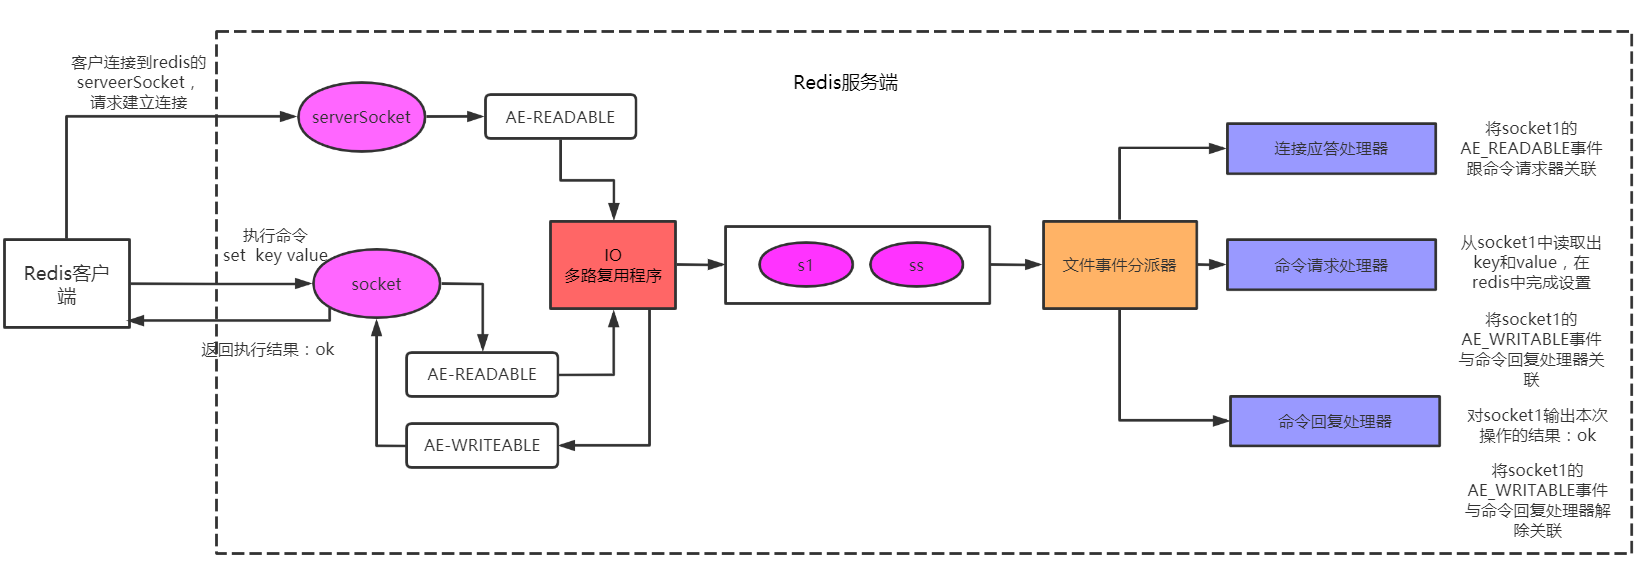 Redis服务端
客户连接到redis的
serveerSocket，
请求建立连接
serverSocket
AE-READABLE
Redis客户
端
执行命令
set key value
socket
返回执行结果：ok
AE-READABLE
AE-WRITEABLE
IO
多路复用程序
s1
ss
文件事件分派器
连接应答处理器
将socket1的
AE_READABLE事件
跟命令请求器关联
命令请求处理器
从socket1中读取出
key和value，在
redis中完成设置
将socket1的
AE_WRITABLE事件
与命令回复处理器关
联
命令回复处理器
对socket1输出本次
操作的结果：ok
将socket1的
AE_WRITABLE事件
与命令回复处理器解
除关联